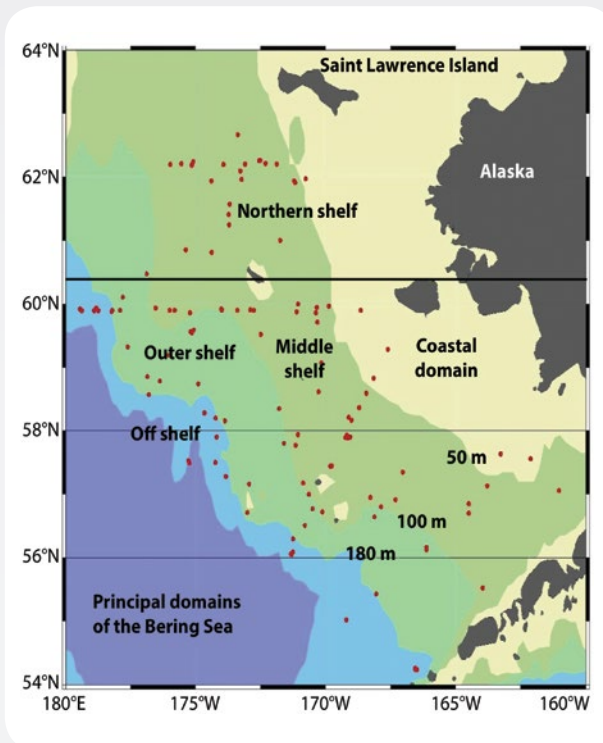 64°N
Saint Lawrence Island
Alaska
62°N
Northern shelf
60°N
Outer shelf
Middle
shelf
Coastal
domain
58°N
Off shelf
50 m
100 m
56°N
180 m
Principal domains
of the Bering Sea
54°N
180°E
175°W
170°W
165°W
160°W